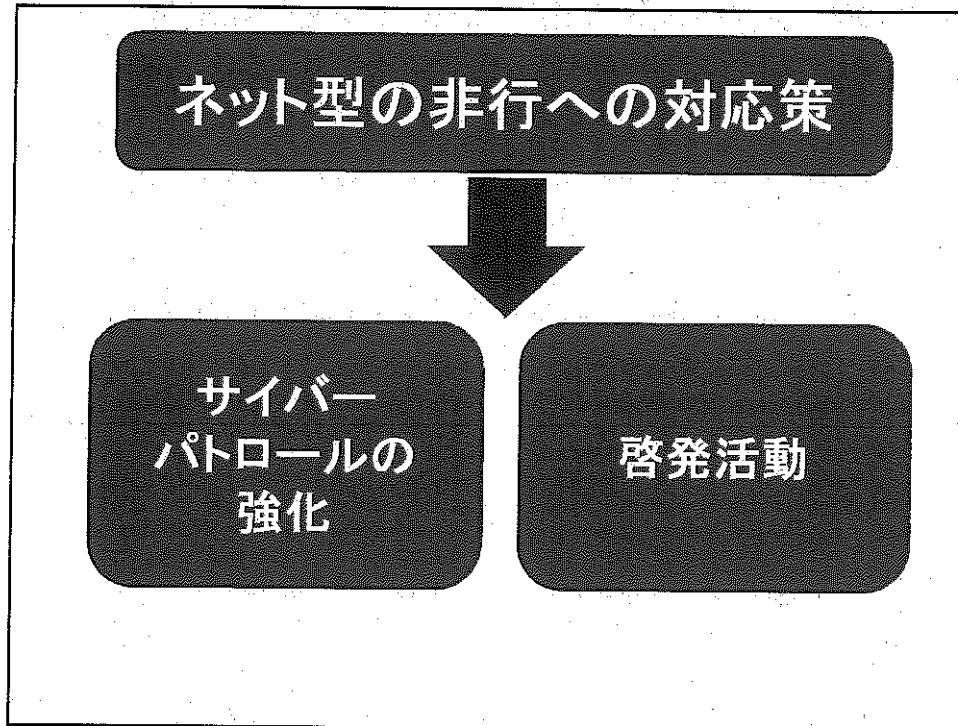 ネット型の非行への対応策
サイバー
パトロールの
強化
啓発活動